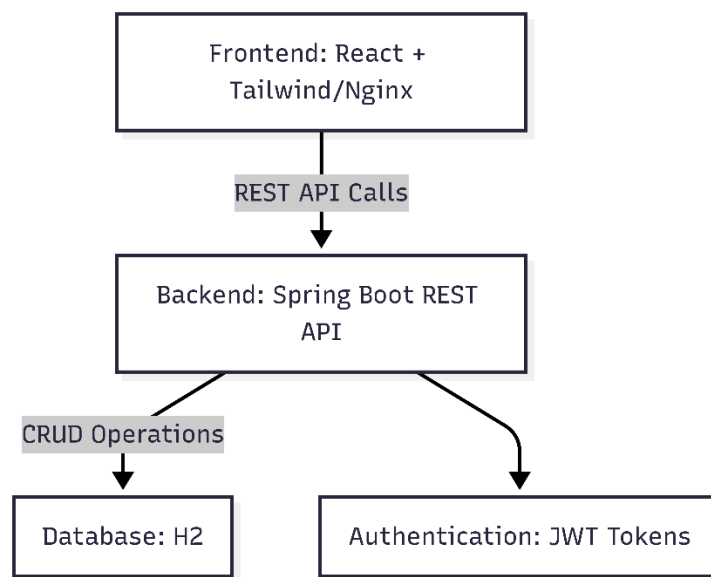 Frontend: React +
Tailwind/Nginx
REST API Calls
Backend: Spring Boot REST
API
CRUD Operations
Database: H2
Authentication: JWT Tokens